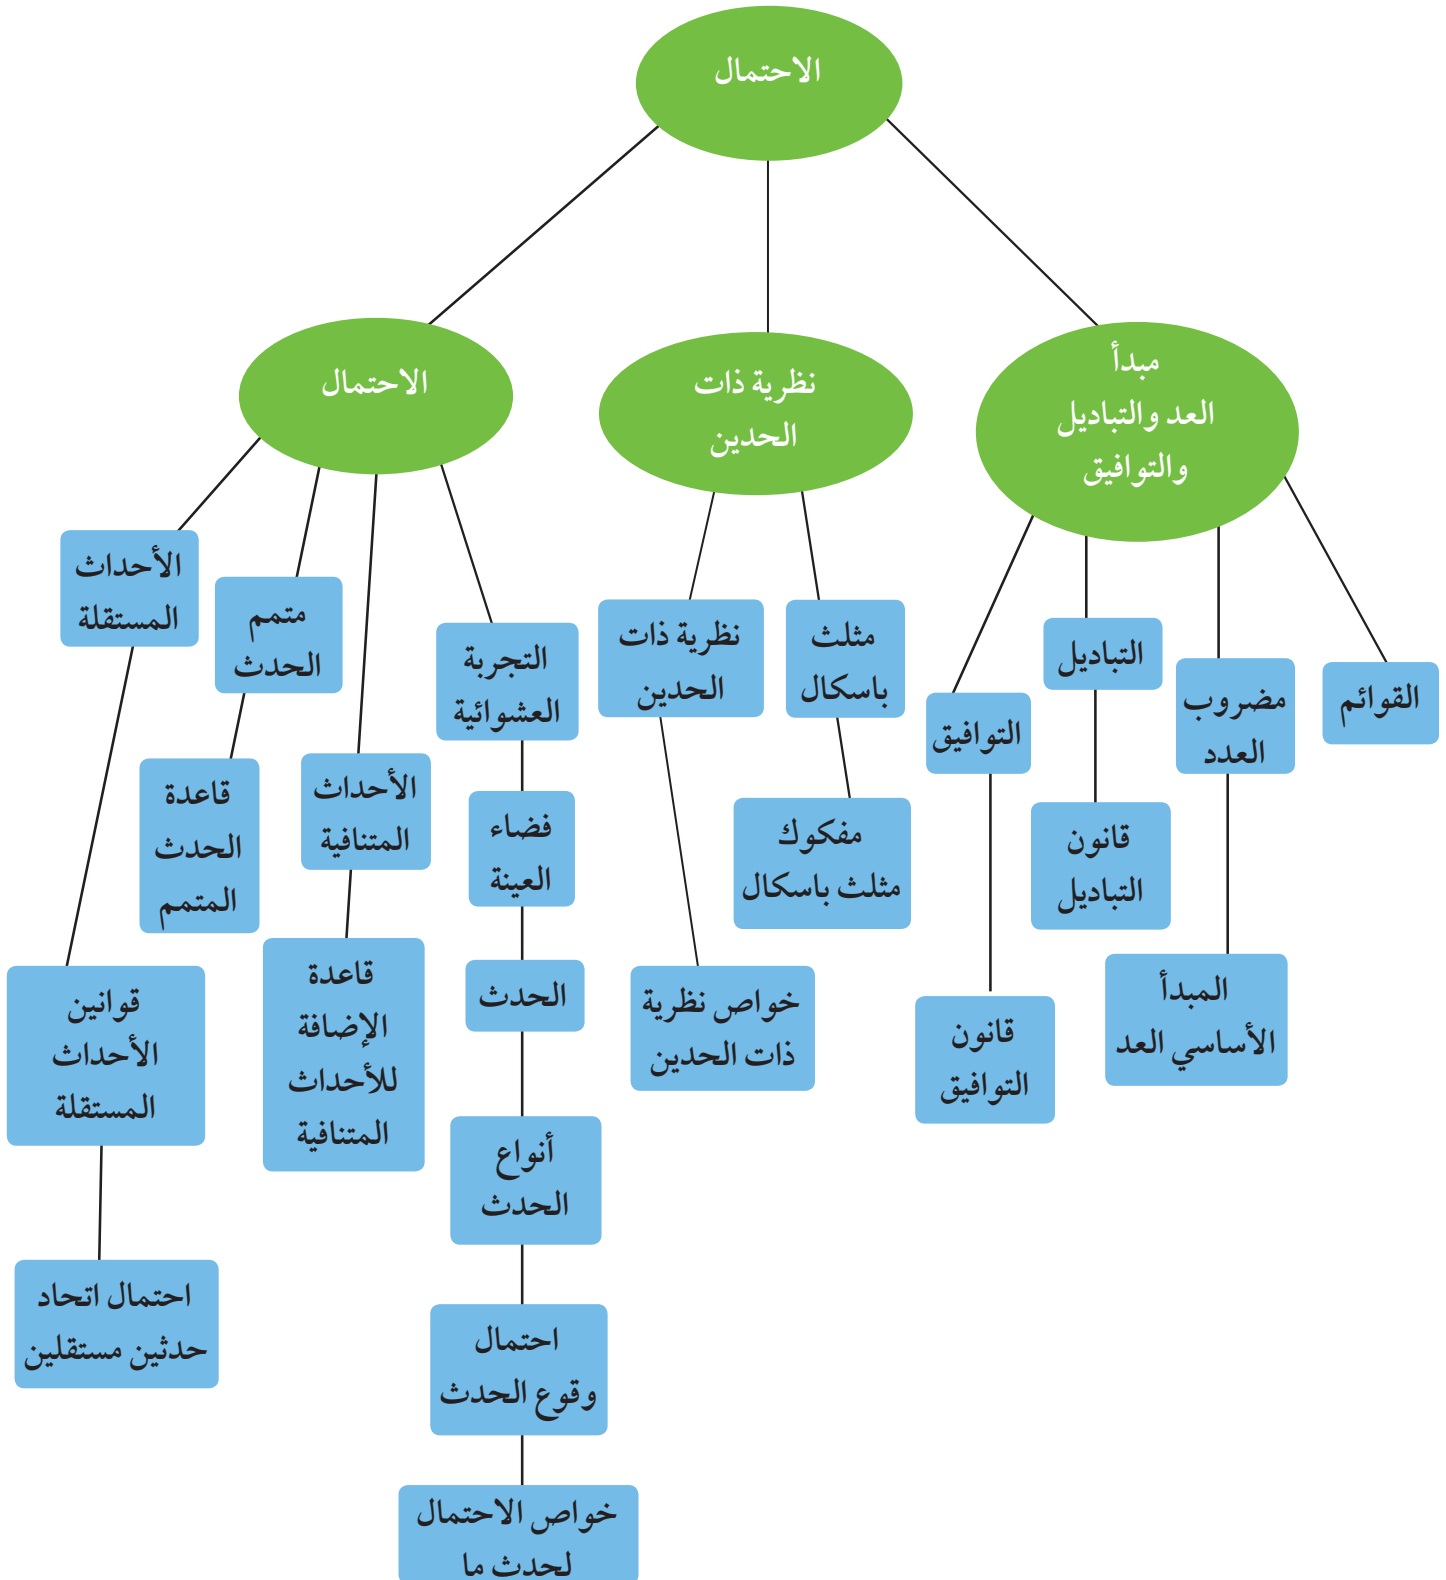 الاحتمال
مبدأ
العد والتباديل
والتوافيق
نظرية ذات
الحدين
الاحتمال
القوائم
مضروب
العدد
المبدأ
الأساسي العد
التباديل
قانون
التباديل
التوافيق
قانون
التوافيق
مثلث
باسكال
مفكوك
مثلث باسكال
نظرية ذات
الحدين
خواص نظرية
ذات الحدين
التجربة
العشوائية
فضاء
العينة
الحدث
أنواع
الحدث
احتمال
وقوع الحدث
خواص الاحتمال
لحدث ما
الأحداث
المتنافية
قاعدة
الإضافة
للأحداث
المتنافية
متمم
الحدث
قاعدة
الحدث
المتمم
الأحداث
المستقلة
قوانين
الأحداث
المستقلة
احتمال اتحاد
حدثين مستقلين